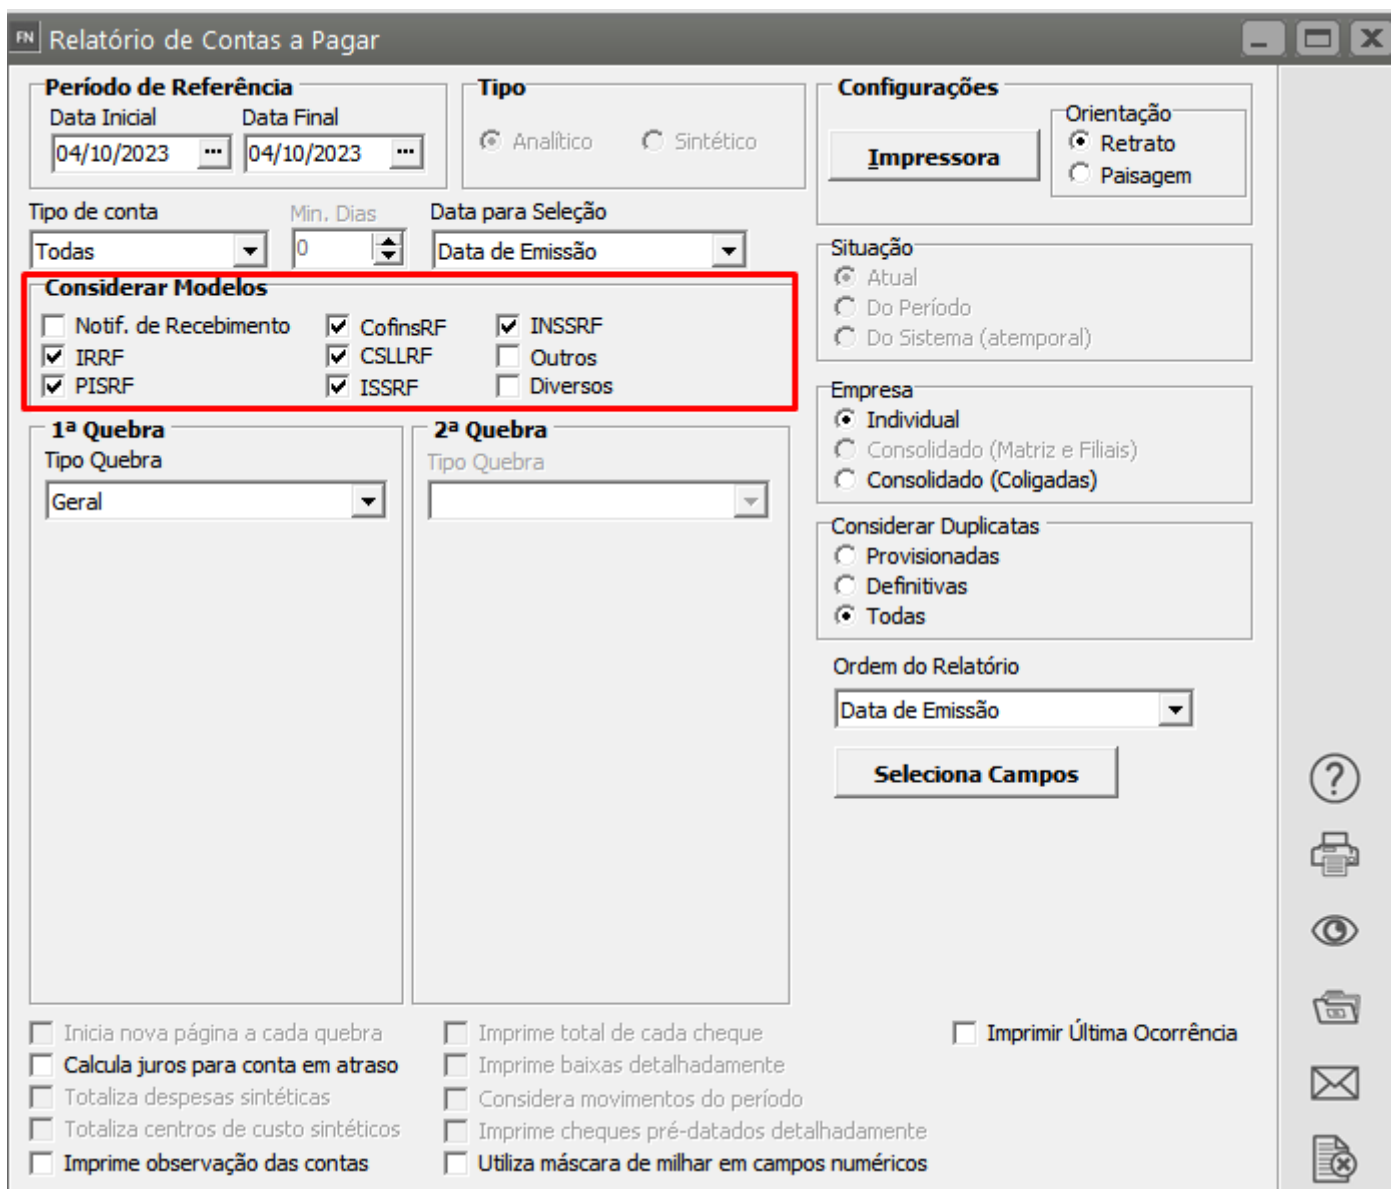 FN Relatório de Contas a Pagar
Período de Referência
Data Inicial Data Final
04/10/2023 ... 04/10/2023 ...
Tipo
Analítico Sintético
Configurações
Impressora
Orientação
Retrato
Paisagem
Tipo de conta Min. Dias Data para Seleção
Todas 0 Data de Emissão
Situação
Atual
Do Período
Do Sistema (atemporal)
Considerar Modelos
Notif. de Recebimento CofinsRF INSSRF
IRRF CSLLRF Outros
PISRF ISSRF Diversos
Empresa
Individual
Consolidado (Matriz e Filiais)
Consolidado (Coligadas)
1ª Quebra
Tipo Quebra
Geral
2ª Quebra
Tipo Quebra
Considerar Duplicatas
Provisionadas
Definitivas
Todas
Ordem do Relatório
Data de Emissão
Seleciona Campos
Inicia nova página a cada quebra Imprime total de cada cheque Imprimir Última Ocorrência
Calcula juros para conta em atraso Imprime baixas detalhadamente
Totaliza despesas sintéticas Considera movimentos do período
Totaliza centros de custo sintéticos Imprime cheques pré-datados detalhadamente
Imprime observação das contas Utiliza máscara de milhar em campos numéricos